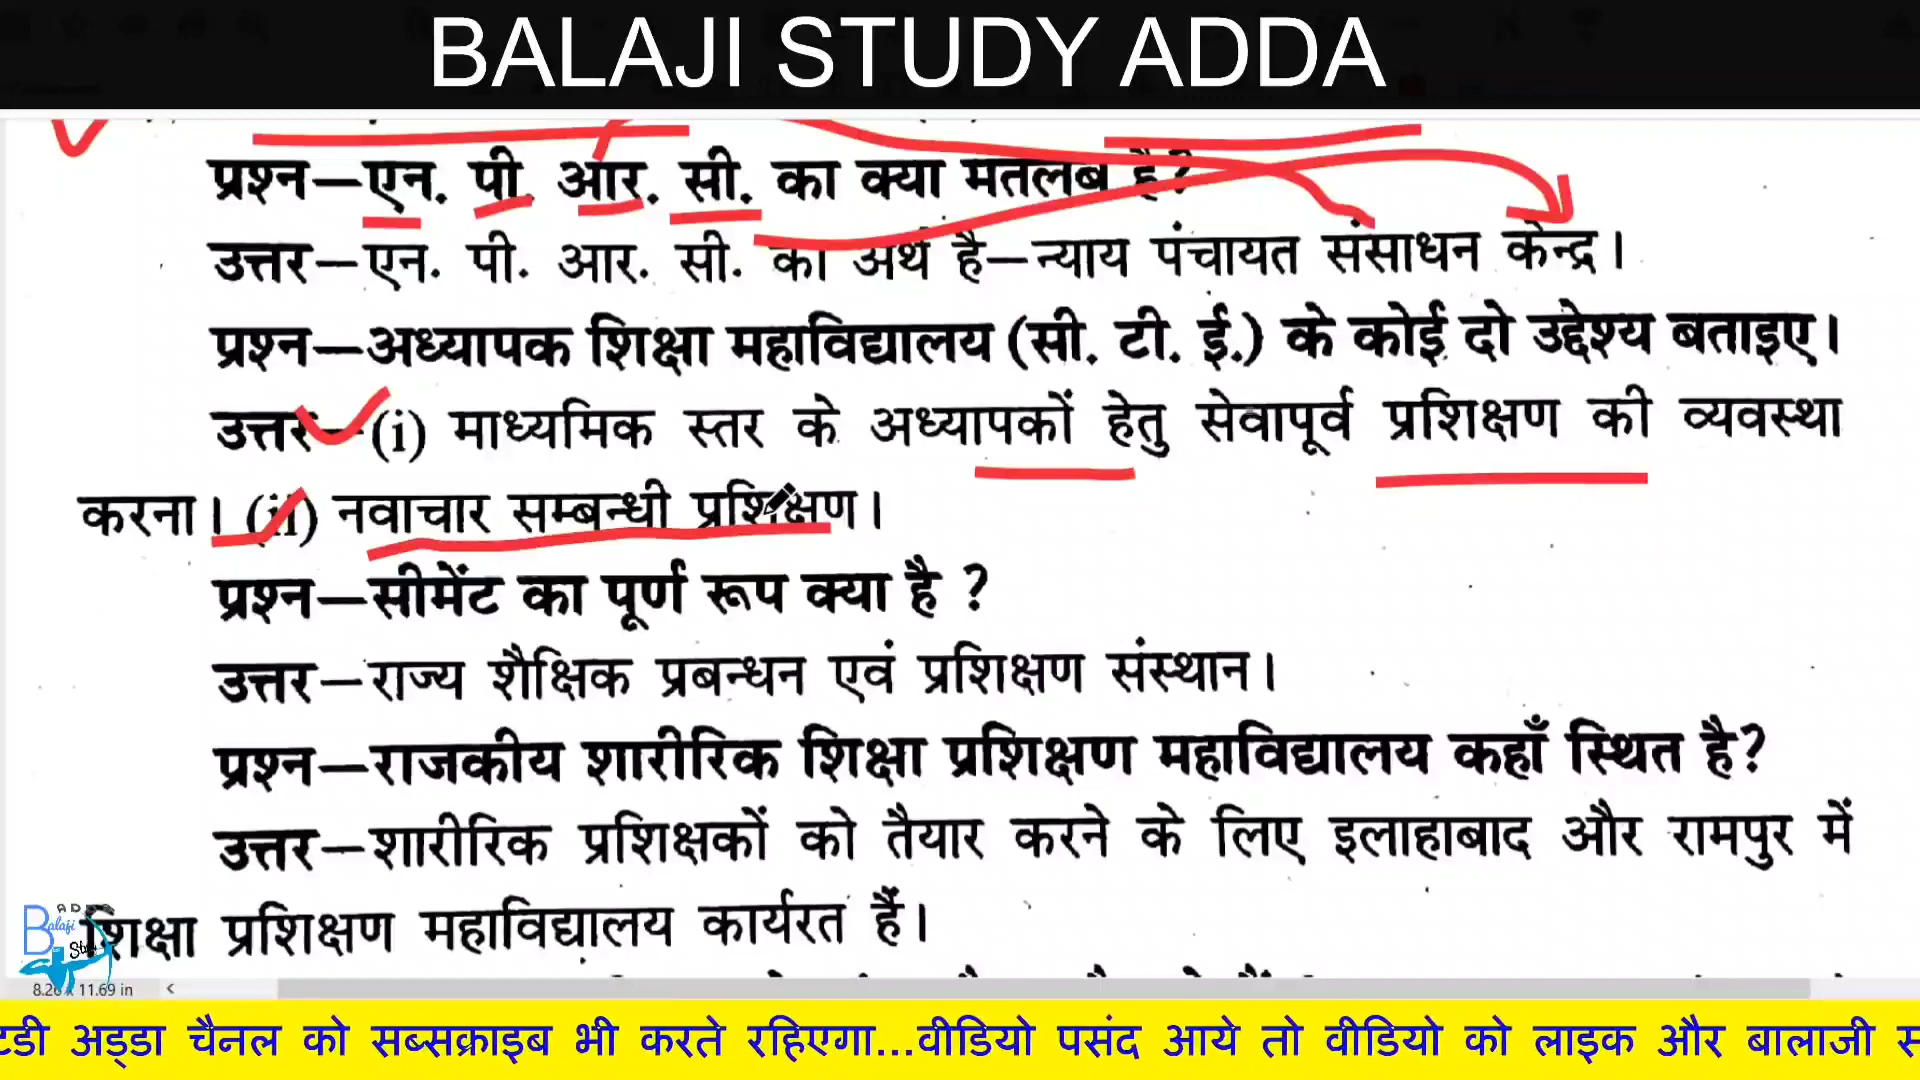 BALAJI STUDY ADDA
प्रश्न—एन. पी. आर. सी. का क्या मतलब है?
उत्तर—एन. पी. आर. सी. का अर्थ है—न्याय पंचायत संसाधन केन्द्र।
प्रश्न—अध्यापक शिक्षा महाविद्यालय (सी. टी. ई.) के कोई दो उद्देश्य बताइए।
उत्तर—(i) माध्यमिक स्तर के अध्यापकों हेतु सेवापूर्व प्रशिक्षण की व्यवस्था
करना। (ii) नवाचार सम्बन्धी प्रशिक्षण।
प्रश्न—सीमेंट का पूर्ण रूप क्या है ?
उत्तर—राज्य शैक्षिक प्रबन्धन एवं प्रशिक्षण संस्थान।
प्रश्न—राजकीय शारीरिक शिक्षा प्रशिक्षण महाविद्यालय कहाँ स्थित है?
उत्तर—शारीरिक प्रशिक्षकों को तैयार करने के लिए इलाहाबाद और रामपुर में
शिक्षा प्रशिक्षण महाविद्यालय कार्यरत हैं।
ADDA
Balaji
8.26 x 11.69 in
टडी अड्डा चैनल को सब्सक्राइब भी करते रहिएगा...वीडियो पसंद आये तो वीडियो को लाइक और बालाजी स